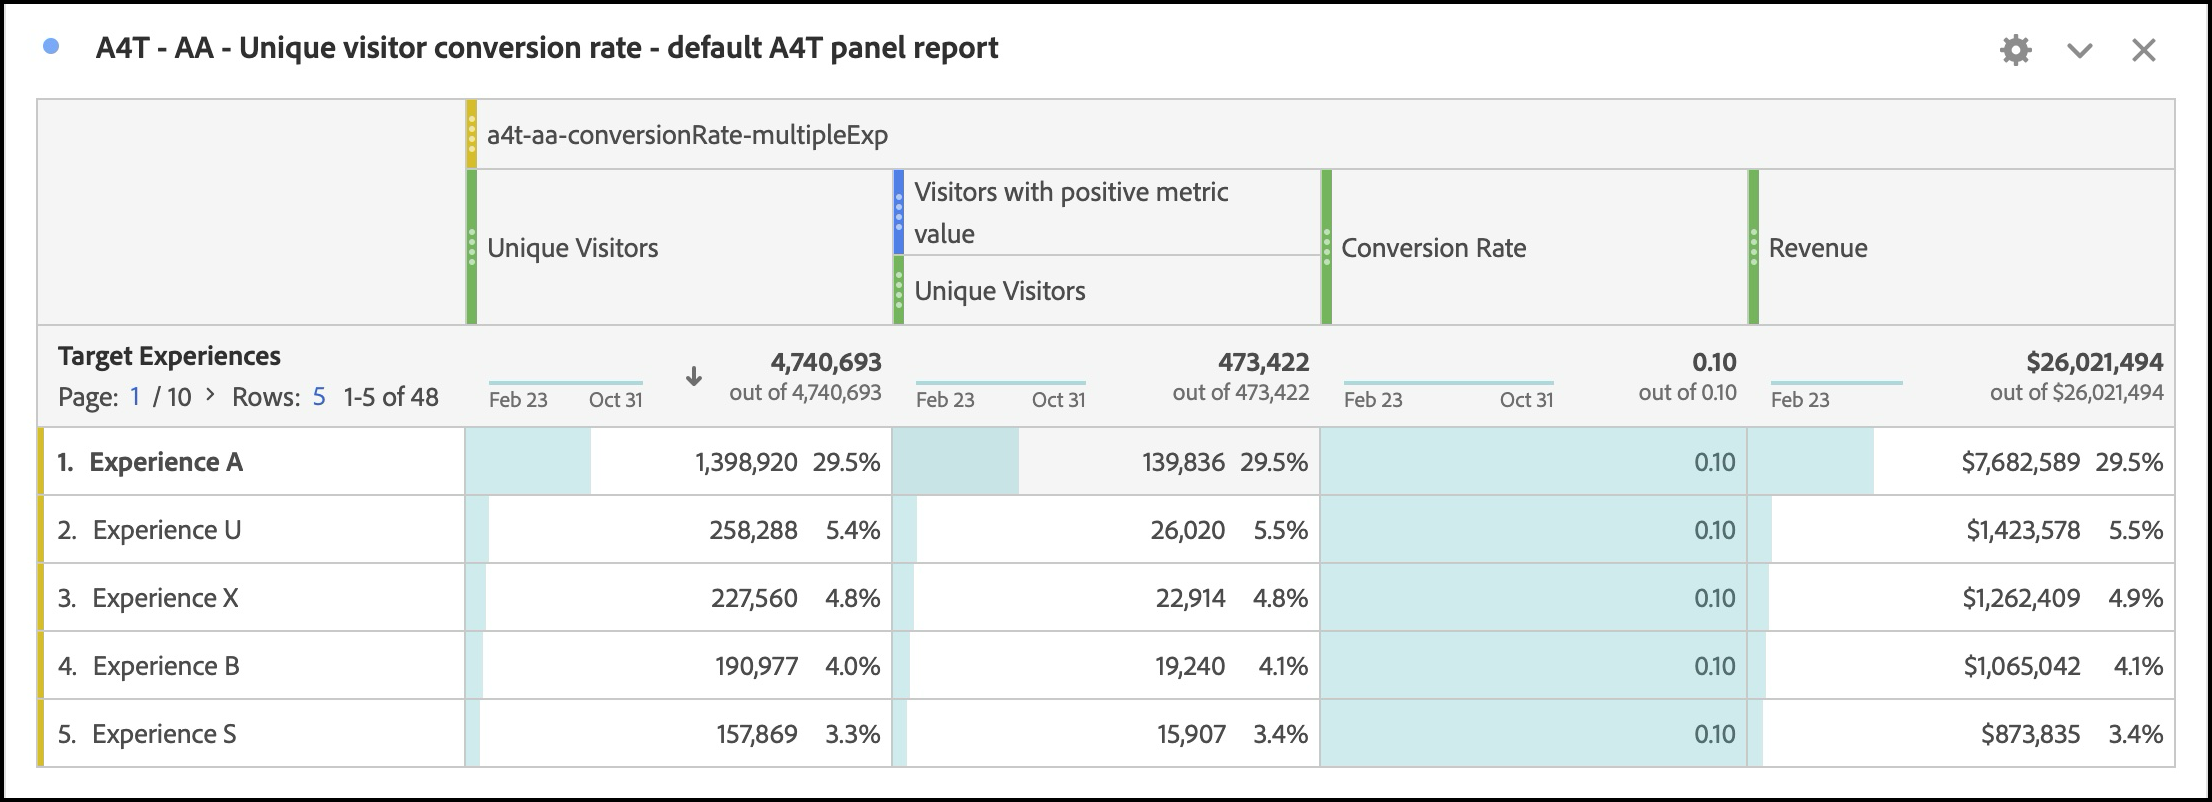 A4T - AA - Unique visitor conversion rate - default A4T panel report
a4t-aa-conversionRate-multipleExp
Unique Visitors
Visitors with positive metric
value
Unique Visitors
Conversion Rate
Revenue
Target Experiences
Page: 1 / 10 > Rows: 5 1-5 of 48
Feb 23 Oct 31
4,740,693
out of 4,740,693
Feb 23 Oct 31
473,422
out of 473,422
Feb 23 Oct 31
0.10
out of 0.10
Feb 23
$26,021,494
out of $26,021,494
1. Experience A 1,398,920 29.5% 139,836 29.5% 0.10 $7,682,589 29.5%
2. Experience U 258,288 5.4% 26,020 5.5% 0.10 $1,423,578 5.5%
3. Experience X 227,560 4.8% 22,914 4.8% 0.10 $1,262,409 4.9%
4. Experience B 190,977 4.0% 19,240 4.1% 0.10 $1,065,042 4.1%
5. Experience S 157,869 3.3% 15,907 3.4% 0.10 $873,835 3.4%